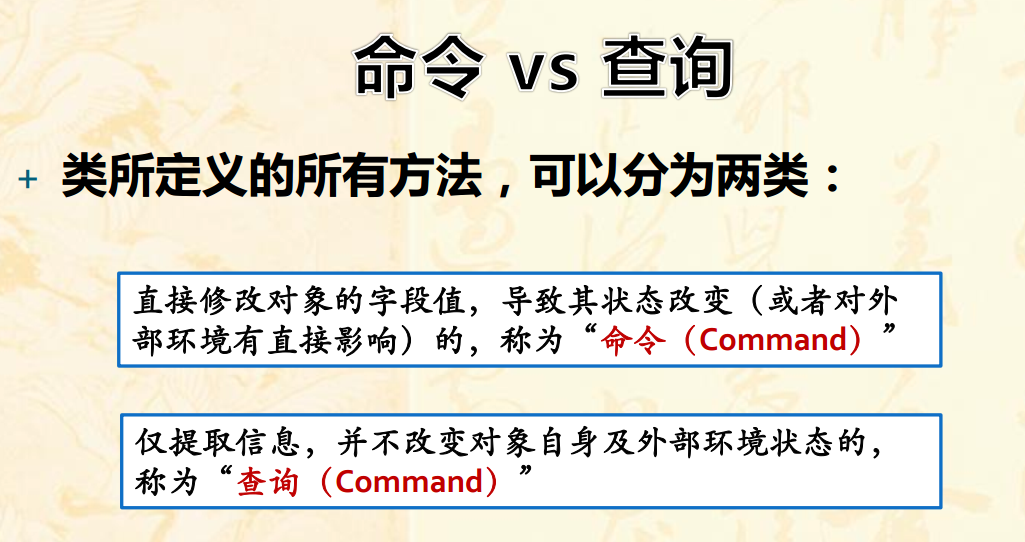 命令 vs 查询
+ 类所定义的所有方法，可以分为两类：
直接修改对象的字段值，导致其状态改变（或者对外
部环境有直接影响）的，称为“命令（Command）”
仅提取信息，并不改变对象自身及外部环境状态的，
称为“查询（Command）”